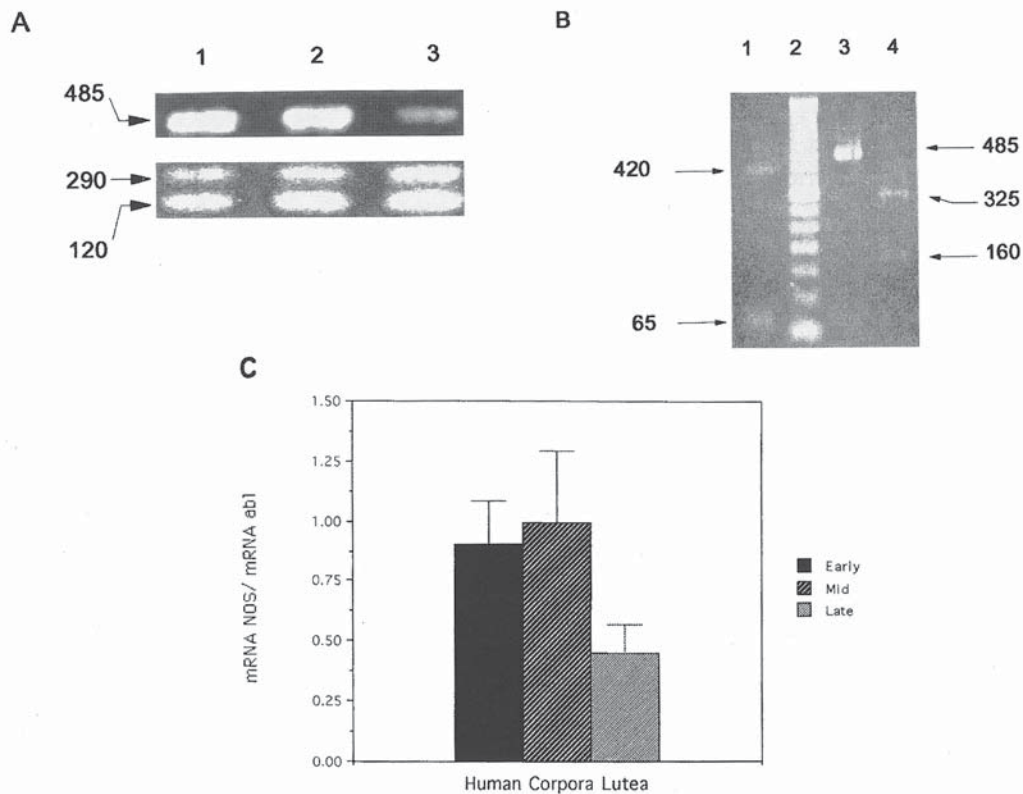 A
1 2 3
485
290
120
B
1 2 3 4
420
65
485
325
160
C
mRNA NOS/ mRNA abl
1.50
1.25
1.00
0.75
0.50
0.25
0.00
Human Corpora Lutea
Early
Mid
Late